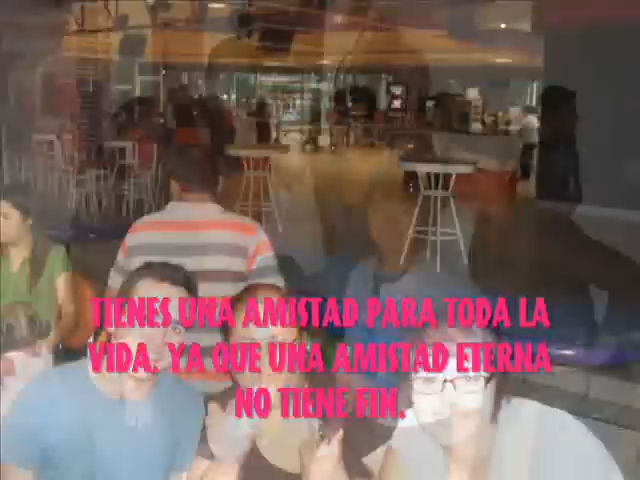 TIENES UNA AMISTAD PARA TODA LA
VIDA, YA QUE UNA AMISTAD ETERNA
NO TIENE FIN.